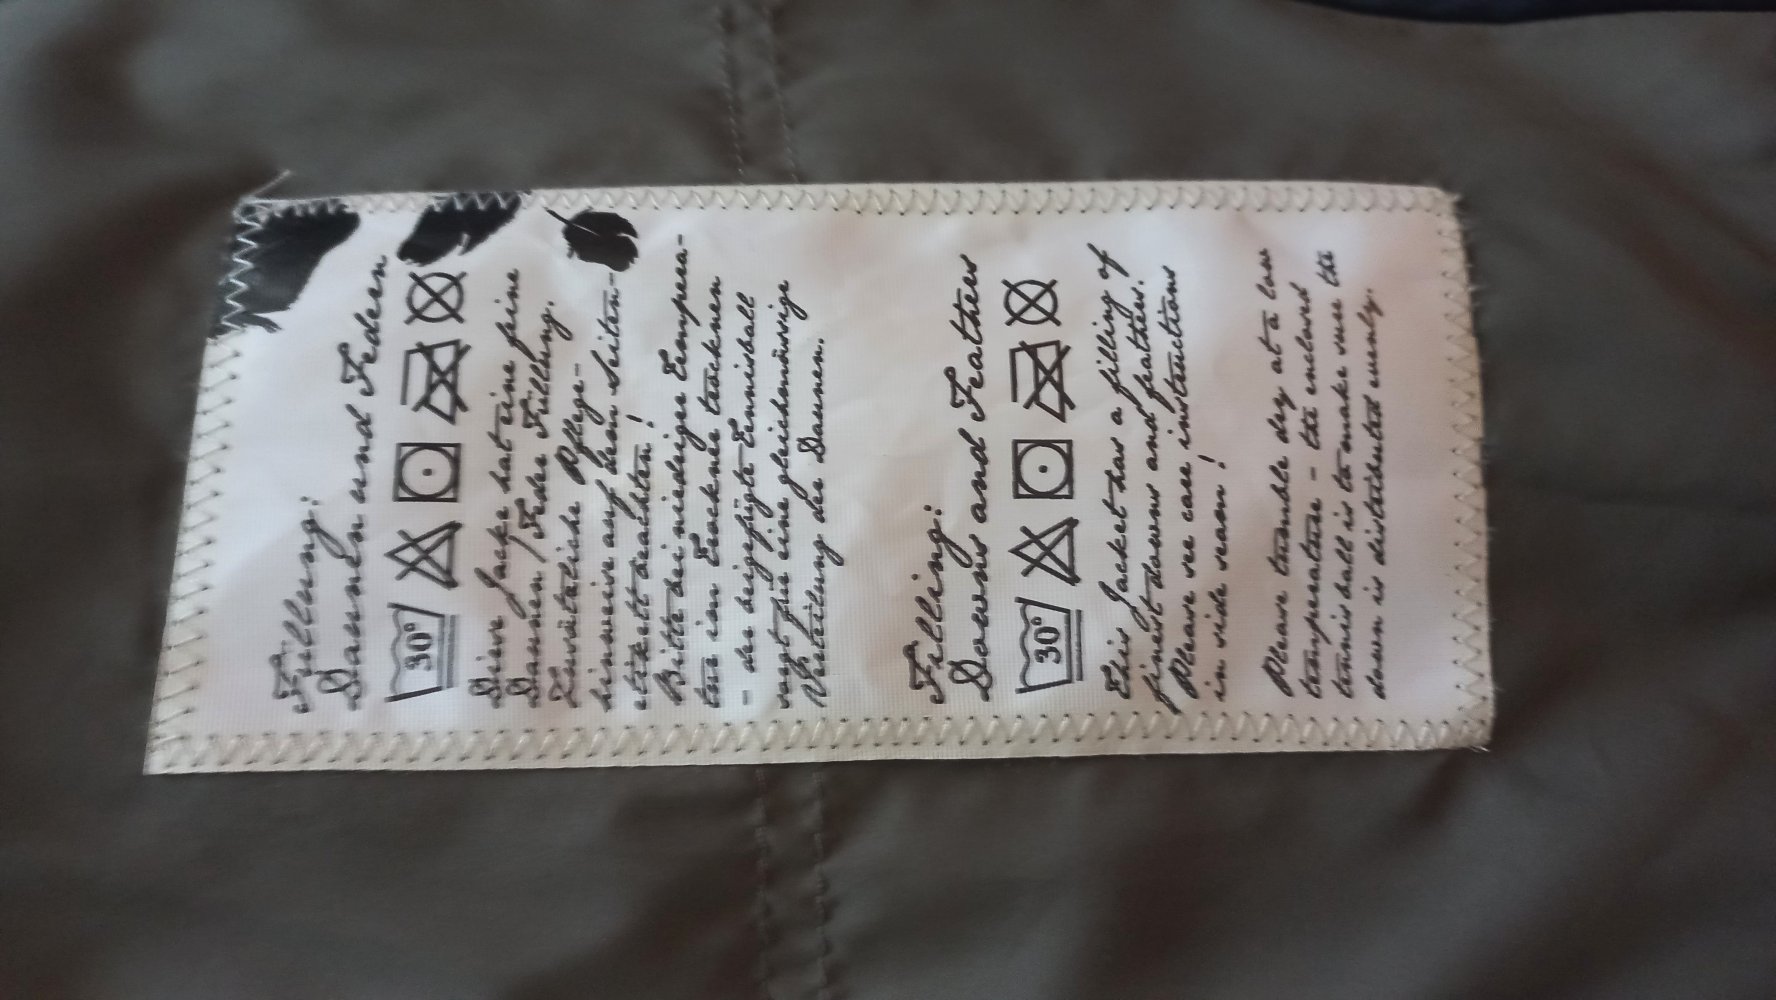 Füllung:
Daunen und Federn
30°
Diese Jacke hat eine feine
Daunen/Feder Füllung.
Zusätzliche Pflege-
hinweise auf dem Seiten-
etikett beachten!
Bitte bei niedriger Tempera-
tur im Trockner trocknen
- der beigefügte Tennisball
sorgt für eine gleichmässige
Verteilung der Daunen.
Filling:
Downs and Feathers
30°
This Jacket has a filling of
finest downs and feathers.
Please see care instructions
in side seam!
Please tumble dry at a low
temperature - the enclosed
tennis ball is to make sure the
down is distributed evenly.